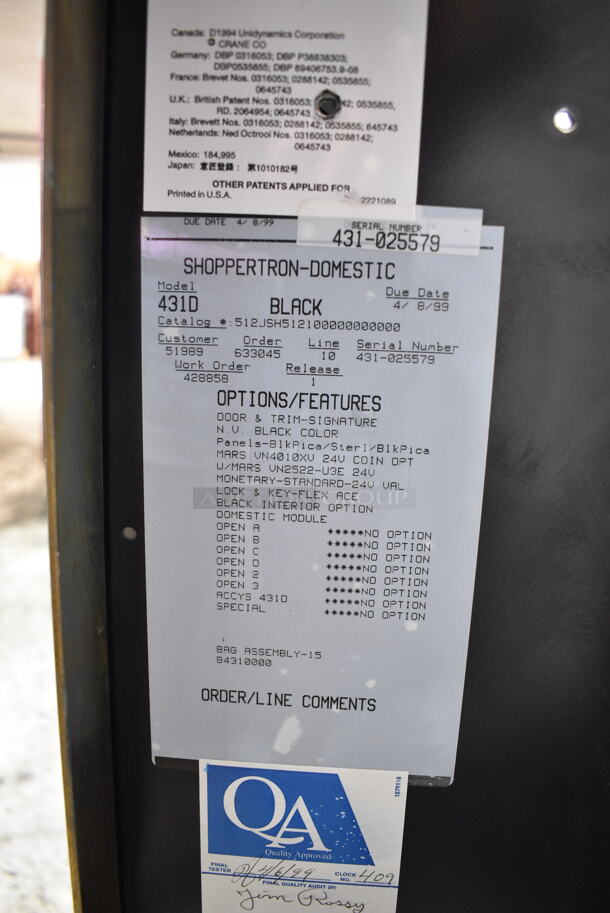 Canada: D1994 Unidynamics Corporation
© CRANE CO
Germany: DBP 0316053; DBP P38838303;
DBP0535855; DBP 89406753.9-08
France: Brevet Nos. 0316053; 0288142; 0535855;
0645743
U.K.: British Patent Nos. 0316053; 42; 0535855,
RD. 2064954; 0645743
Italy: Brevett Nos. 0316053; 0288142; 0535855; 645743
Netherlands: Ned Octrooi Nos. 0316053; 0288142;
0645743
Mexico: 184,995
Japan: 意匠登録: 第1010182号
OTHER PATENTS APPLIED FOR
Printed in U.S.A.
2221089
DUE DATE 4/ 8/99
SERIAL NUMBER
431-025579
SHOPPERTRON-DOMESTIC
Model Due Date
431D BLACK 4/ 8/99
Catalog #:512JSH5121000000000000
Customer Order Line Serial Number
51989 633045 10 431-025579
Work Order Release
428858 1
OPTIONS/FEATURES
DOOR & TRIM-SIGNATURE
N.V. BLACK COLOR
Panels-BlkPica/Sterl/BlkPica
MARS VN4010XV 24V COIN OPT
W/MARS VN2522-U3E 24V
MONETARY-STANDARD-24V VAL
LOCK & KEY-FLEX ACE
BLACK INTERIOR OPTION
DOMESTIC MODULE
OPEN A *****NO OPTION
OPEN B *****NO OPTION
OPEN C *****NO OPTION
OPEN D *****NO OPTION
OPEN 2 *****NO OPTION
OPEN 3 *****NO OPTION
ACCYS 431D *****NO OPTION
SPECIAL *****NO OPTION
BAG ASSEMBLY-15
B4310000
ORDER/LINE COMMENTS
QA
Quality Approved
1570118
FINAL TESTER 4/6/99 CLOCK NO. 409
FINAL QUALITY AUDIT BY:
Jim Rossy